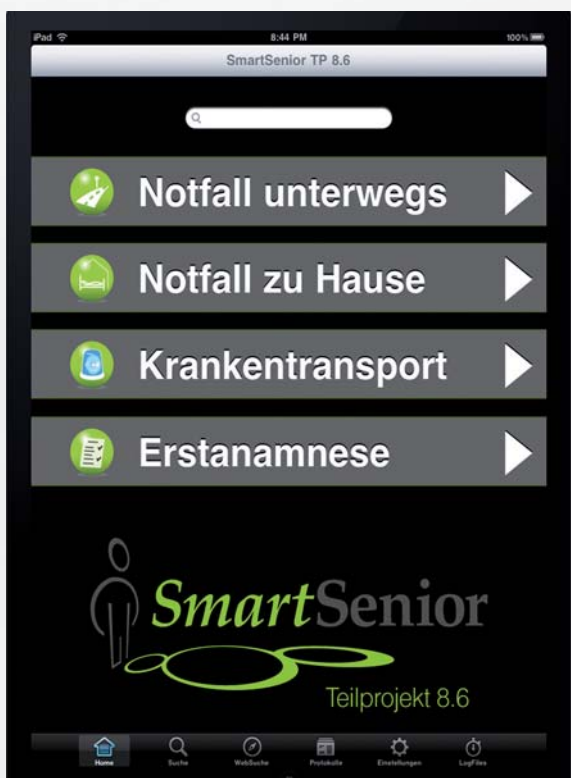 iPad 8:44 PM 100%
SmartSenior TP 8.6
Notfall unterwegs
Notfall zu Hause
Krankentransport
Erstanamnese
SmartSenior
Teilprojekt 8.6
Home Suche WebSuche Protokolle Einstellungen LogFiles